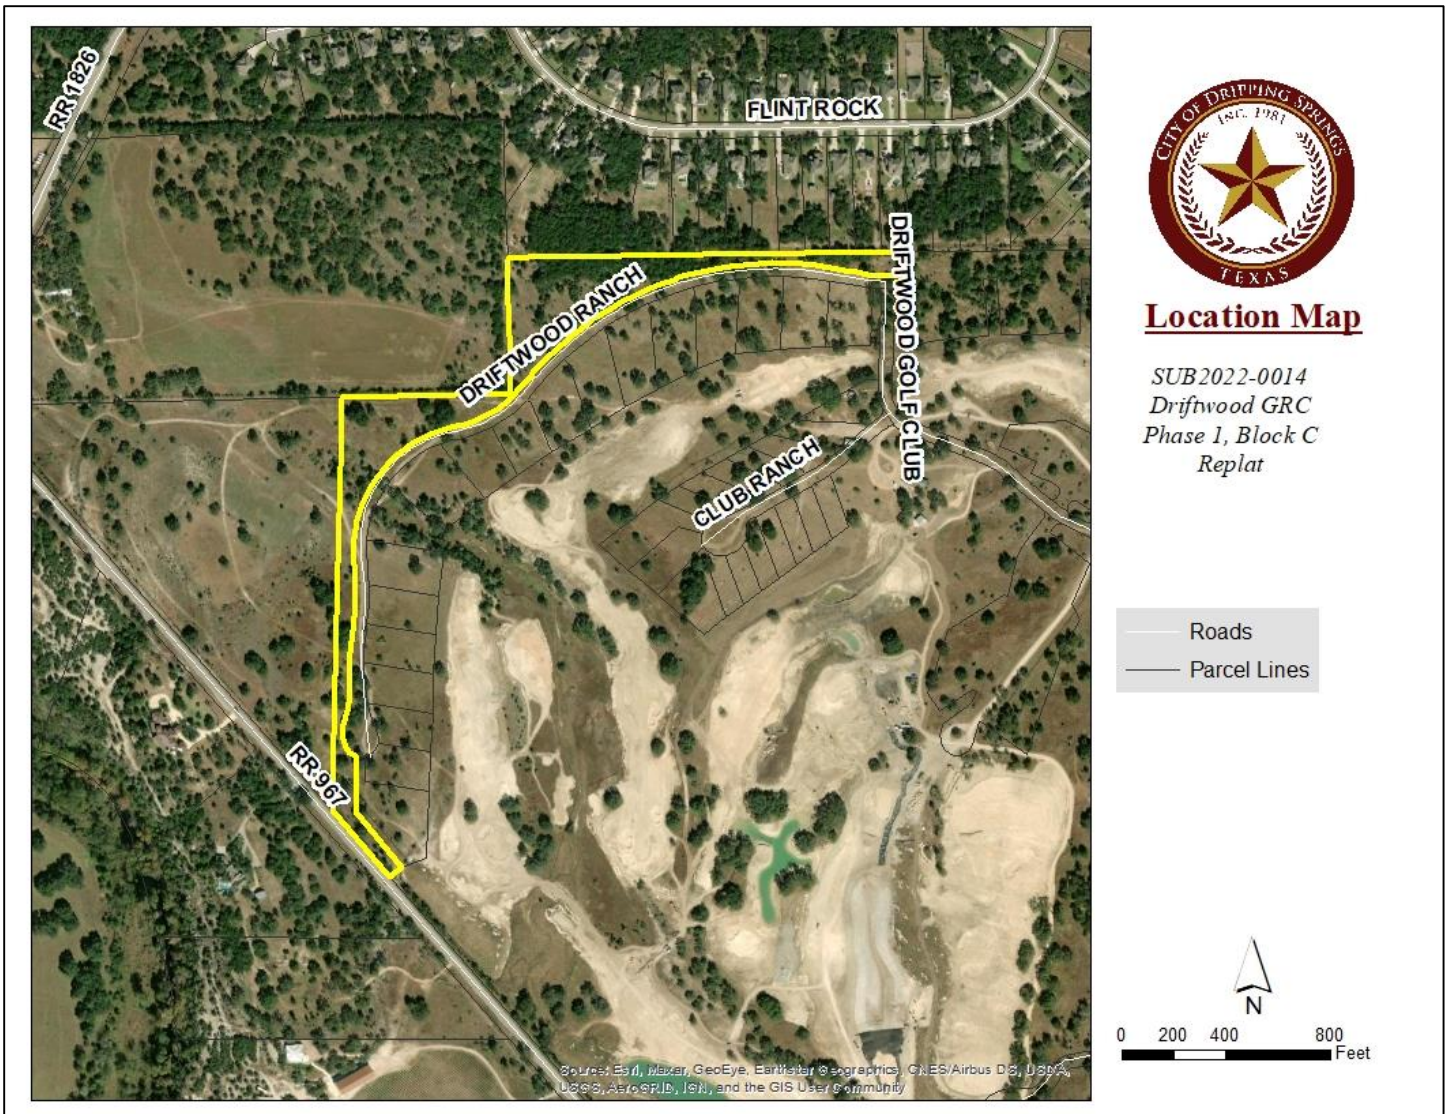 RR 1826
FLINT ROCK
DRIFTWOOD RANCH
DRIFTWOOD GOLF CLUB
CLUB RANCH
RR 967
Source: Esri, Maxar, GeoEye, Earthstar Geographics, CNES/Airbus DS, USDA,
USGS, AeroGRID, IGN, and the GIS User Community
CITY OF DRIPPING SPRINGS
INC. 1981
TEXAS
Location Map
SUB2022-0014
Driftwood GRC
Phase 1, Block C
Replat
Roads
Parcel Lines
N
0 200 400 800
Feet